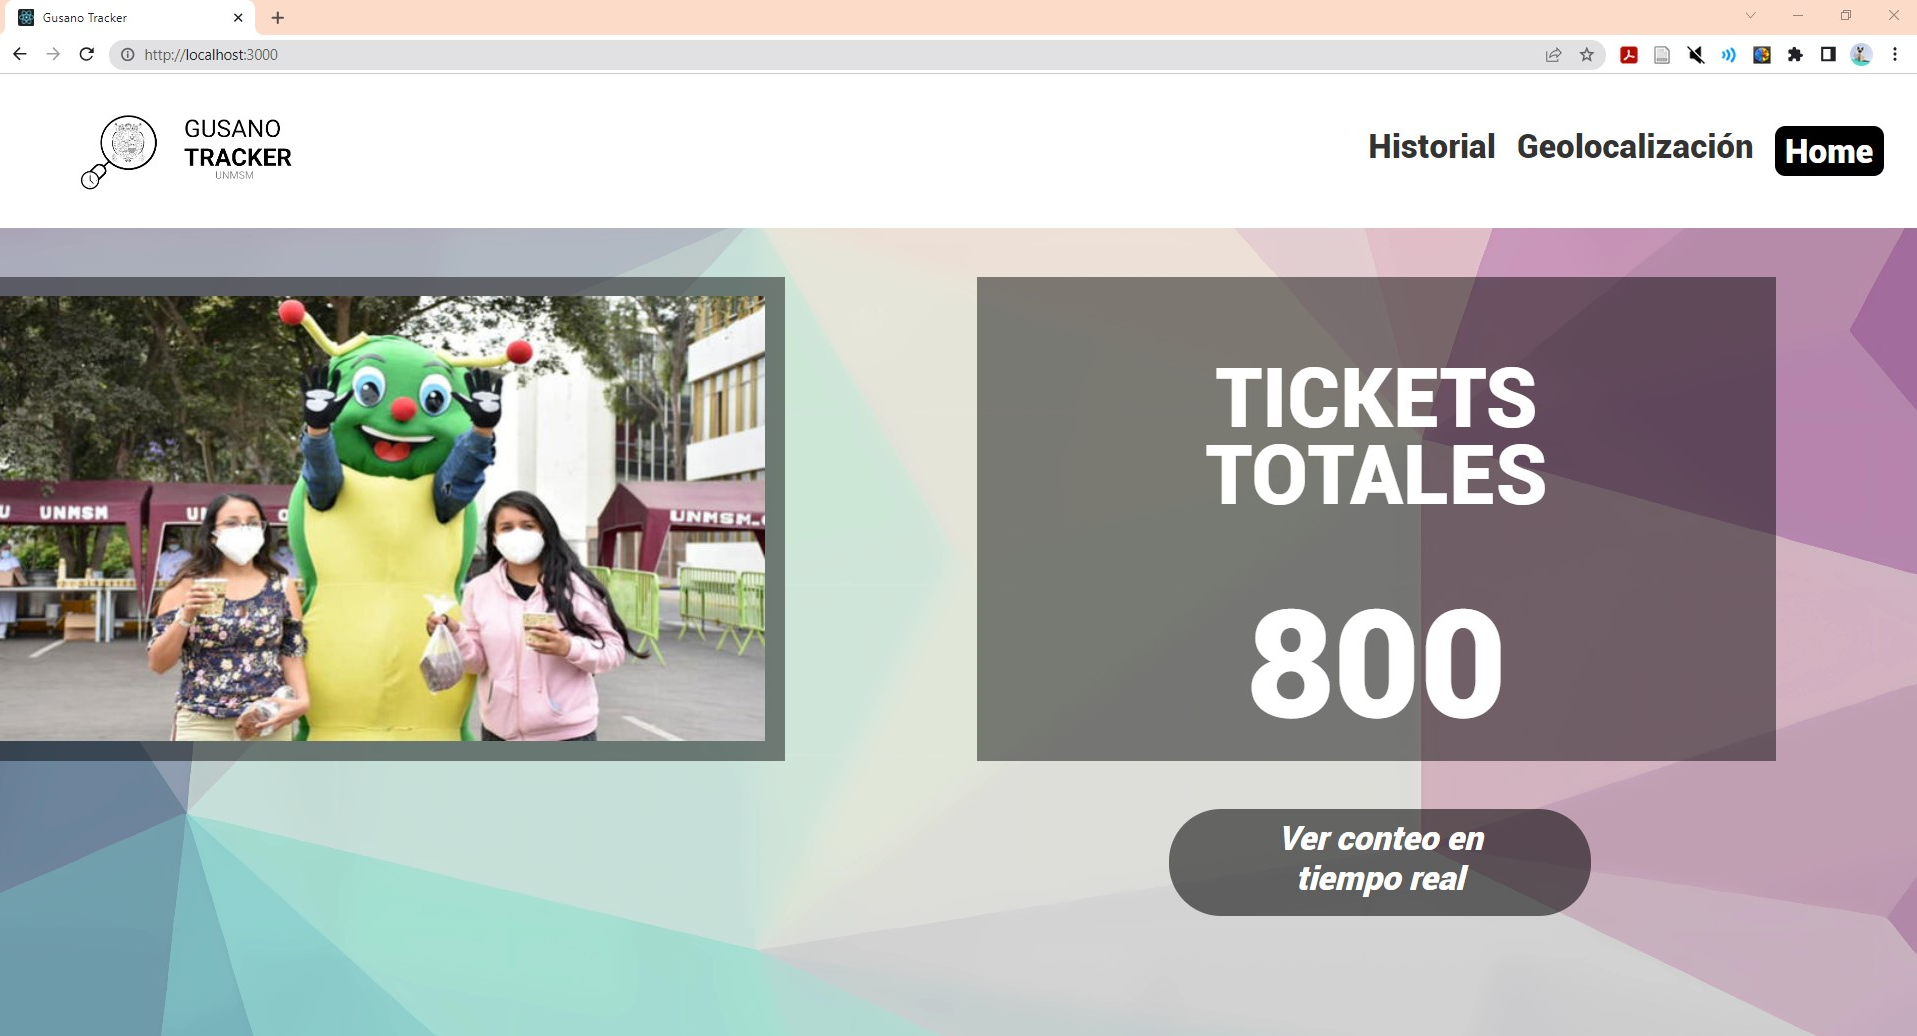 Gusano Tracker
http://localhost:3000
GUSANO
TRACKER
UNMSM
Historial Geolocalización Home
UNMSM
UNMSM
TICKETS
TOTALES
800
Ver conteo en
tiempo real